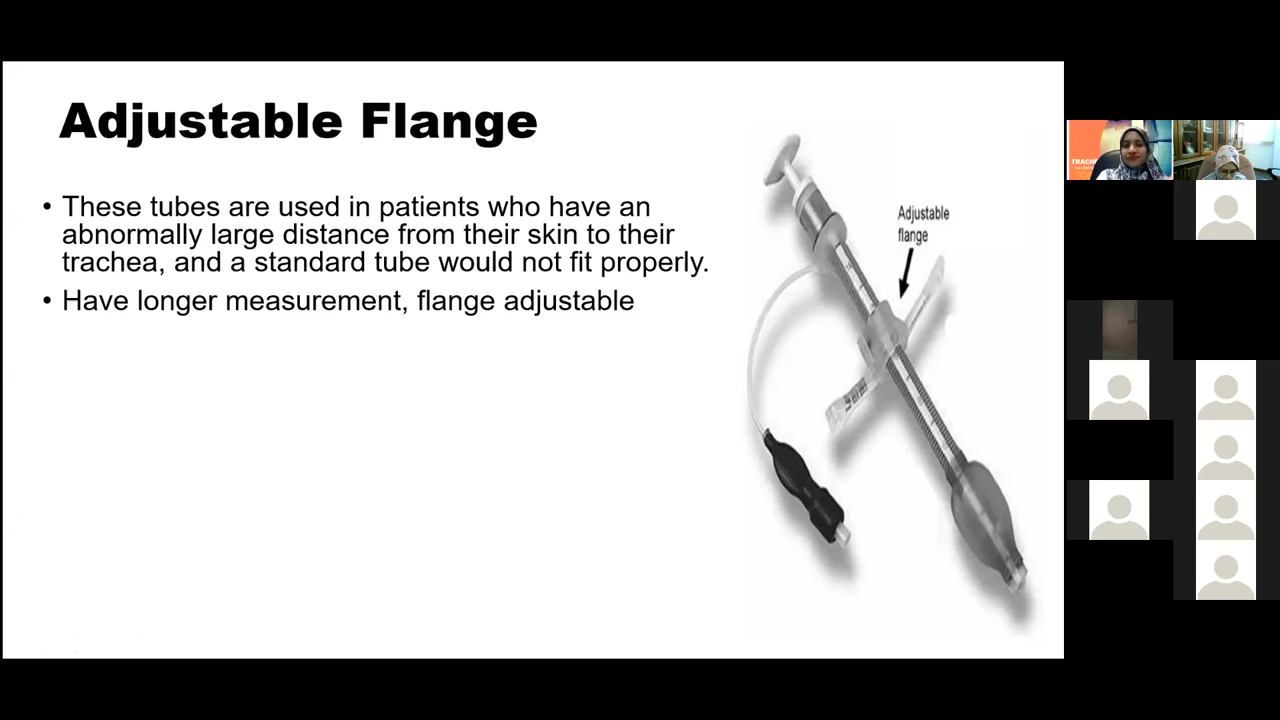 Adjustable Flange
• These tubes are used in patients who have an
abnormally large distance from their skin to their
trachea, and a standard tube would not fit properly.
• Have longer measurement, flange adjustable
Adjustable
flange